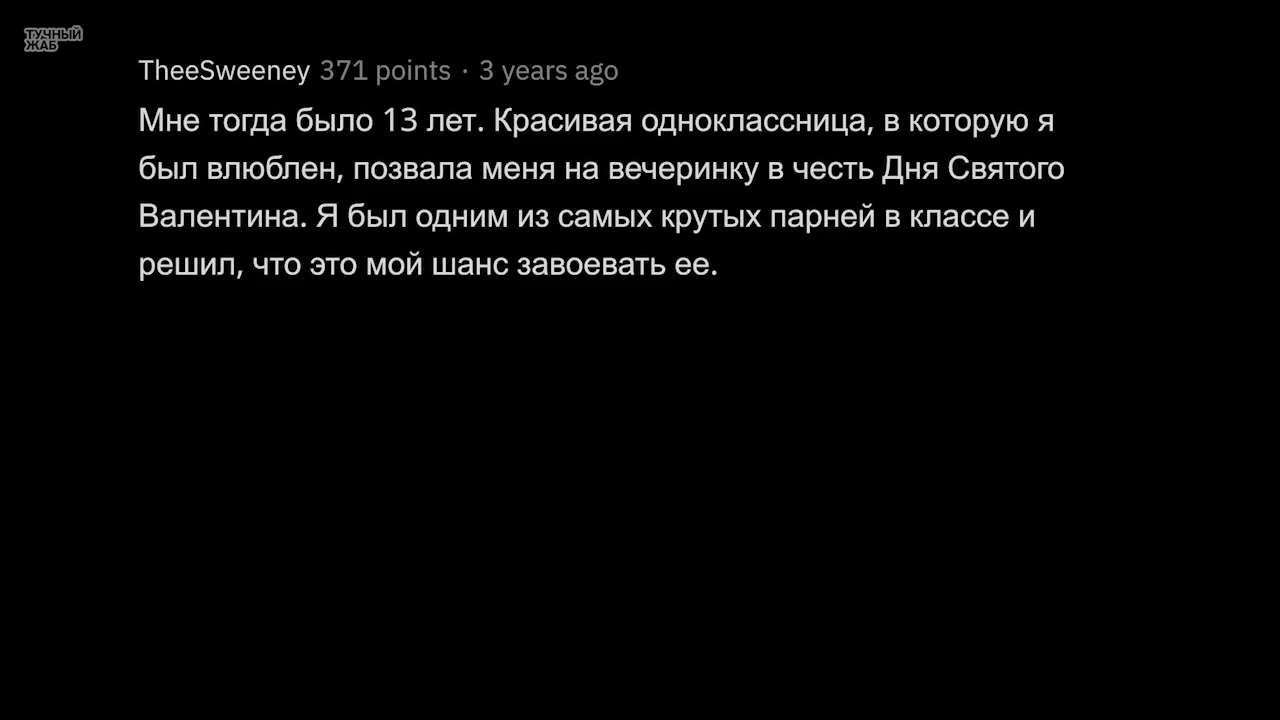 ТУЧНЫЙ
ЖАБ
TheeSweeney 371 points · 3 years ago
Мне тогда было 13 лет. Красивая одноклассница, в которую я
был влюблен, позвала меня на вечеринку в честь Дня Святого
Валентина. Я был одним из самых крутых парней в классе и
решил, что это мой шанс завоевать ее.